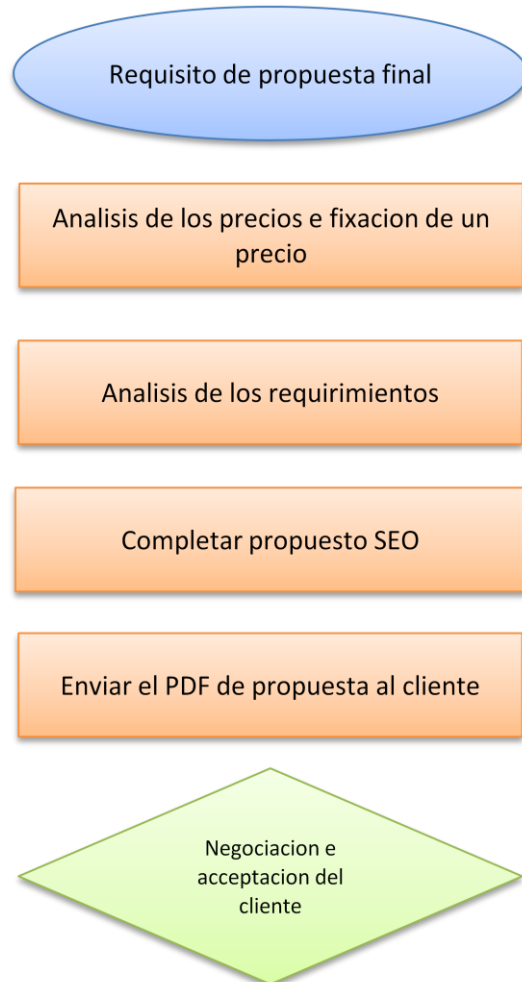 Requisito de propuesta final
Analisis de los precios e fixacion de un
precio
Analisis de los requirimientos
Completar propuesto SEO
Enviar el PDF de propuesta al cliente
Negociacion e
acceptacion del
cliente